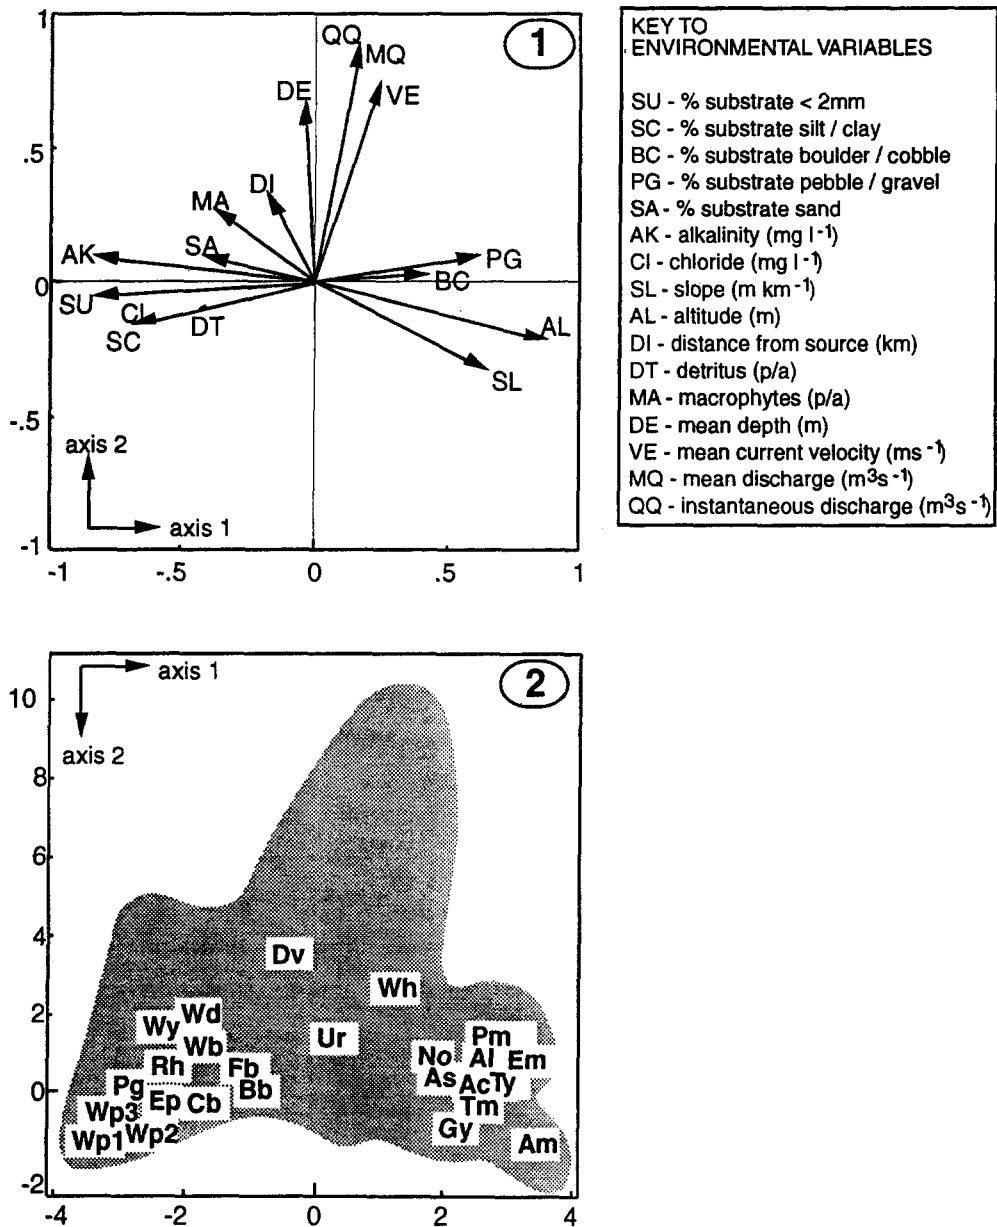 1
1
QQ
MQ
DE
VE
.5
DI
MA
AK
SA
PG
BC
0
SU
CI
DT
SC
AL
SL
-.5
axis 2
axis 1
-1
-1
-.5
0
.5
1
KEY TO
ENVIRONMENTAL VARIABLES
SU - % substrate < 2mm
SC - % substrate silt / clay
BC - % substrate boulder / cobble
PG - % substrate pebble / gravel
SA - % substrate sand
AK - alkalinity (mg l⁻¹)
CI - chloride (mg l⁻¹)
SL - slope (m km⁻¹)
AL - altitude (m)
DI - distance from source (km)
DT - detritus (p/a)
MA - macrophytes (p/a)
DE - mean depth (m)
VE - mean current velocity (ms⁻¹)
MQ - mean discharge (m³s⁻¹)
QQ - instantaneous discharge (m³s⁻¹)
axis 1
2
10
axis 2
8
6
4
Dv
Wh
2
Wy
Wd
Wb
Ur
Pm
No
Al
Em
Rh
Fb
As
Ac
Ty
Pg
Bb
0
Ep
Cb
Tm
Wp3
Wp1
Wp2
Gy
Am
-2
-4
-2
0
2
4